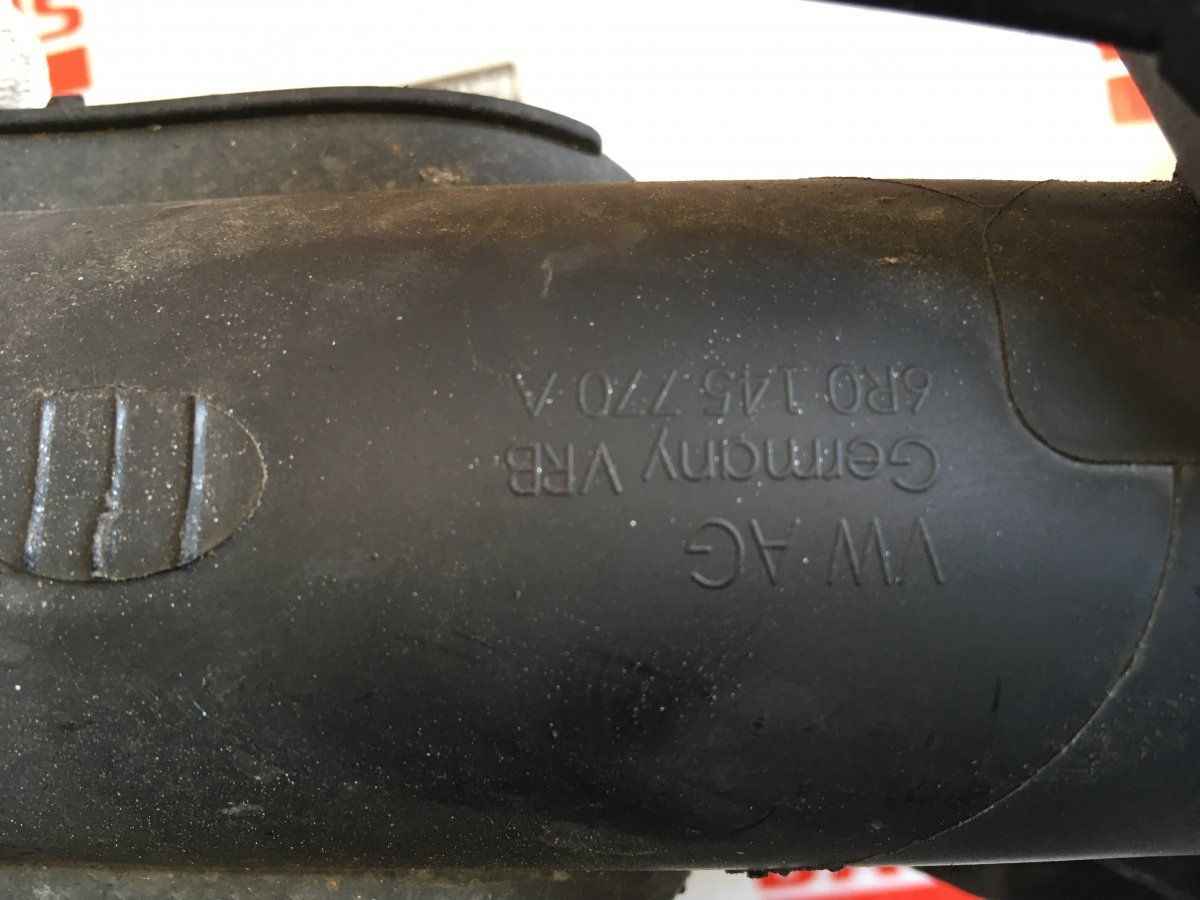 VW AG
Germany VRB
6R0 145 770 A